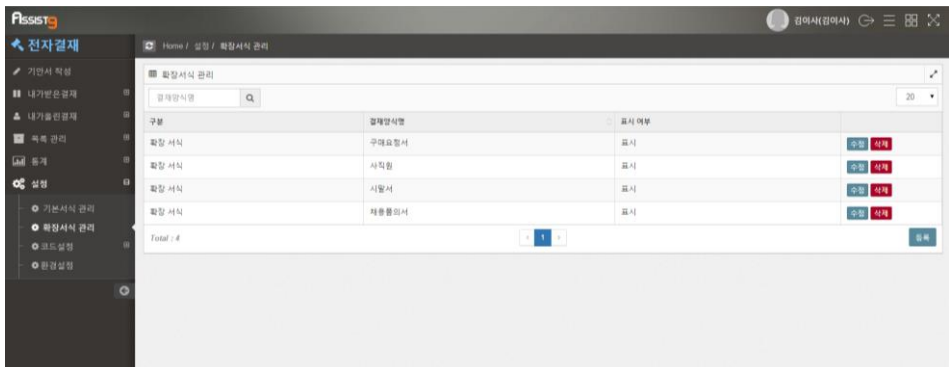 Assist9
김이사(김이사)
전자결재
Home / 설정 / 확장서식 관리
기안서 작성
내가받은결재
내가올린결재
목록 관리
통계
설정
기본서식 관리
확장서식 관리
코드설정
환경설정
확장서식 관리
결재양식명
20
구분 결재양식명 표시 여부
확장 서식 구매요청서 표시 수정 삭제
확장 서식 사직원 표시 수정 삭제
확장 서식 시말서 표시 수정 삭제
확장 서식 채용품의서 표시 수정 삭제
Total : 4 1 등록